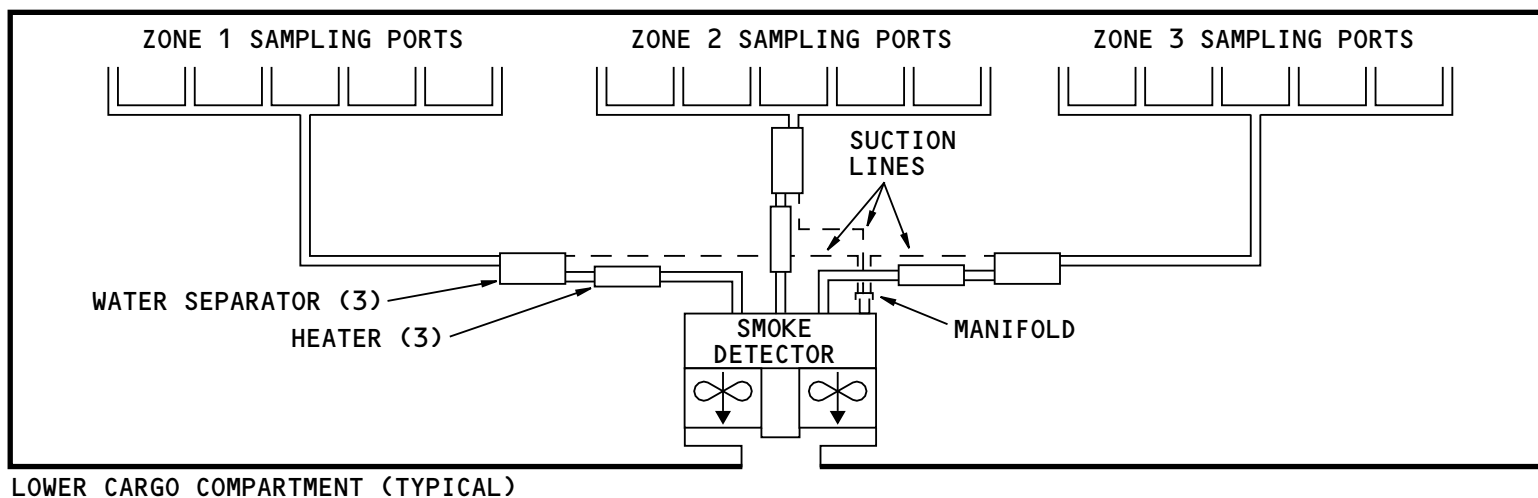 ZONE 1 SAMPLING PORTS
ZONE 2 SAMPLING PORTS
ZONE 3 SAMPLING PORTS
SUCTION
LINES
WATER SEPARATOR (3)
HEATER (3)
SMOKE
DETECTOR
MANIFOLD
LOWER CARGO COMPARTMENT (TYPICAL)